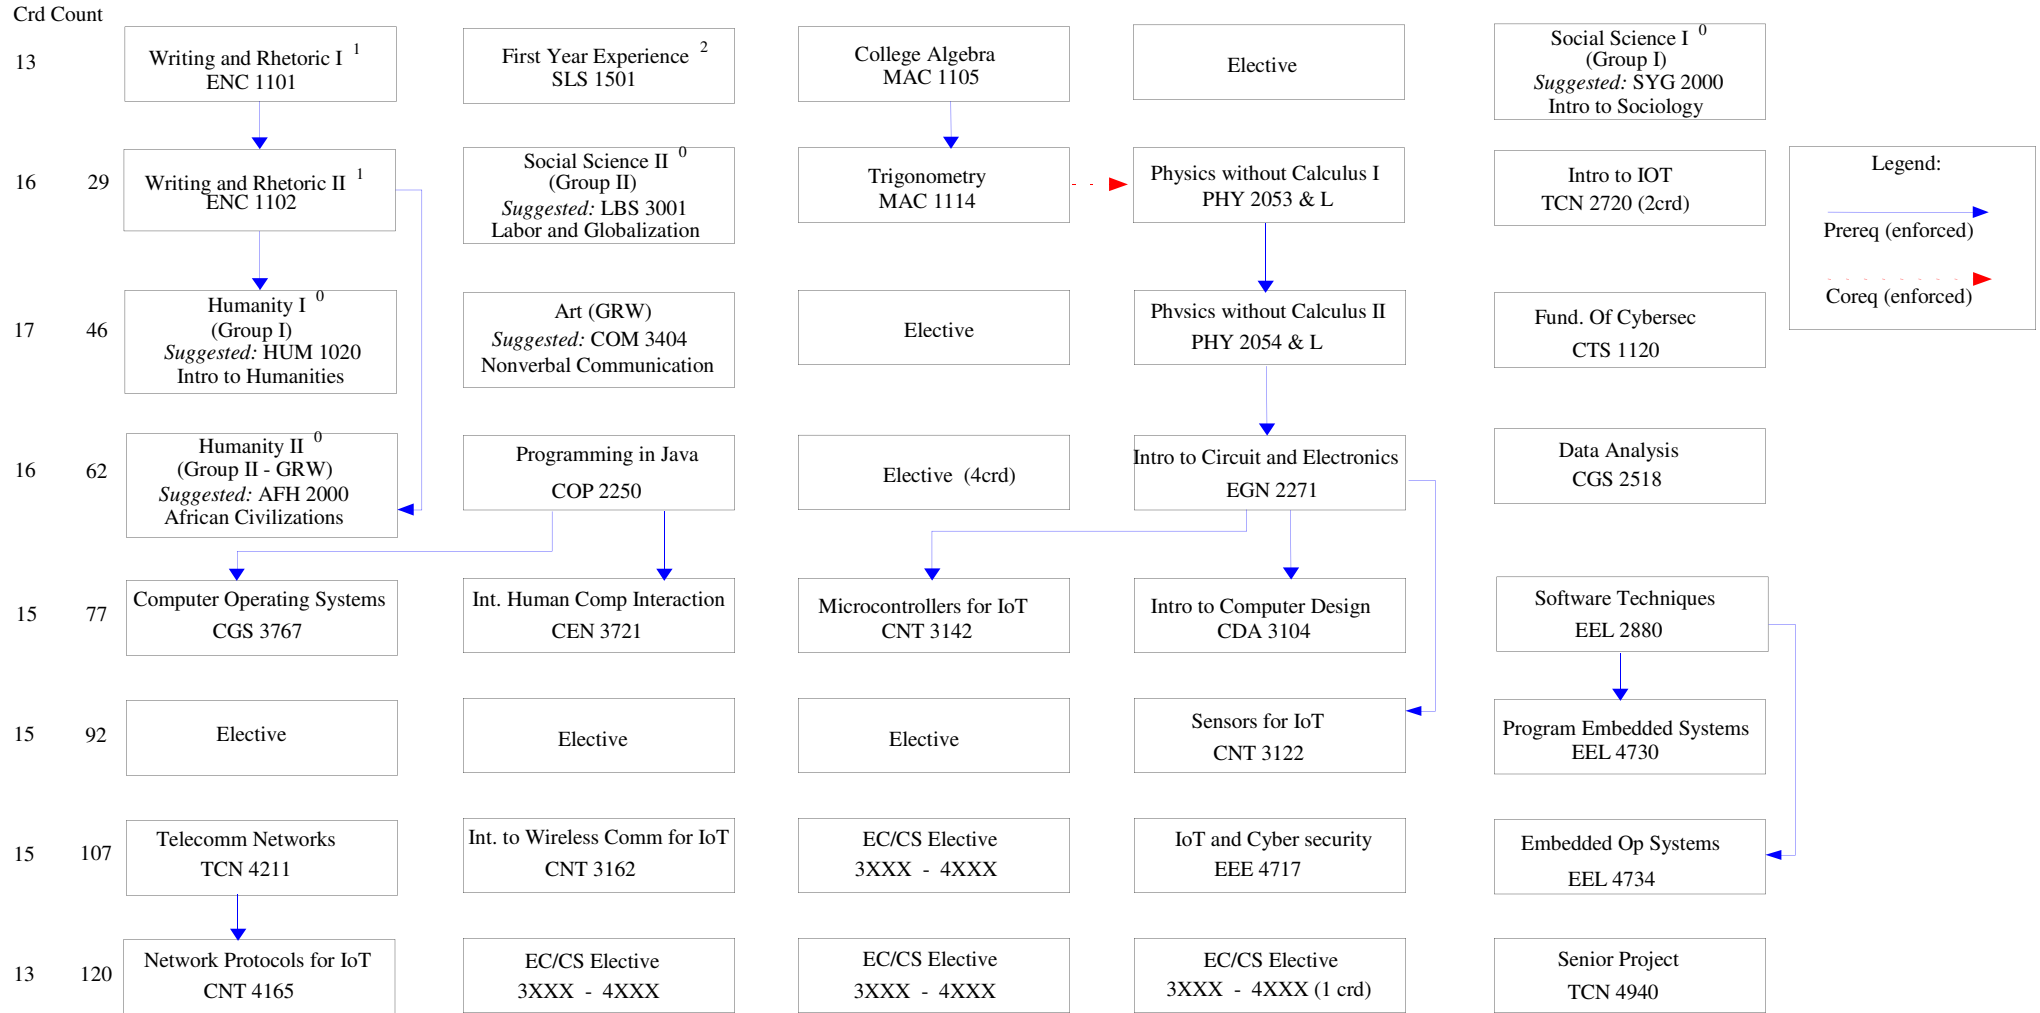 Crd Count
13
Writing and Rhetoric I 1
ENC 1101
First Year Experience 2
SLS 1501
College Algebra
MAC 1105
Elective
Social Science I 0
(Group I)
Suggested: SYG 2000
Intro to Sociology
16 29
Writing and Rhetoric II 1
ENC 1102
Social Science II 0
(Group II)
Suggested: LBS 3001
Labor and Globalization
Trigonometry
MAC 1114
Physics without Calculus I
PHY 2053 & L
Intro to IOT
TCN 2720 (2crd)
Legend:
Prereq (enforced)
Coreq (enforced)
17 46
Humanity I 0
(Group I)
Suggested: HUM 1020
Intro to Humanities
Art (GRW)
Suggested: COM 3404
Nonverbal Communication
Elective
Physics without Calculus II
PHY 2054 & L
Fund. Of Cybersec
CTS 1120
16 62
Humanity II 0
(Group II - GRW)
Suggested: AFH 2000
African Civilizations
Programming in Java
COP 2250
Elective (4crd)
Intro to Circuit and Electronics
EGN 2271
Data Analysis
CGS 2518
15 77
Computer Operating Systems
CGS 3767
Int. Human Comp Interaction
CEN 3721
Microcontrollers for IoT
CNT 3142
Intro to Computer Design
CDA 3104
Software Techniques
EEL 2880
15 92
Elective
Elective
Elective
Sensors for IoT
CNT 3122
Program Embedded Systems
EEL 4730
15 107
Telecomm Networks
TCN 4211
Int. to Wireless Comm for IoT
CNT 3162
EC/CS Elective
3XXX - 4XXX
IoT and Cyber security
EEE 4717
Embedded Op Systems
EEL 4734
13 120
Network Protocols for IoT
CNT 4165
EC/CS Elective
3XXX - 4XXX
EC/CS Elective
3XXX - 4XXX
EC/CS Elective
3XXX - 4XXX (1 crd)
Senior Project
TCN 4940